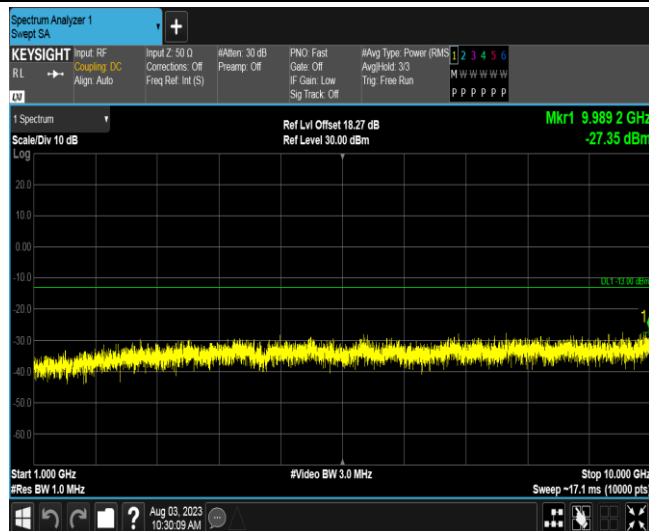 Spectrum Analyzer 1
Swept SA
+
KEYSIGHT
RL
LXI
Input: RF
Coupling: DC
Align: Auto
Input Z: 50 Ω
Corrections: Off
Freq Ref: Int (S)
#Atten: 30 dB
Preamp: Off
PNO: Fast
Gate: Off
IF Gain: Low
Sig Track: Off
#Avg Type: Power (RMS
Avg|Hold: 3/3
Trig: Free Run
1 2 3 4 5 6
M W W W W W
P P P P P P
1 Spectrum
Scale/Div 10 dB
Log
Ref Lvl Offset 18.27 dB
Ref Level 30.00 dBm
Mkr1 9.989 2 GHz
-27.35 dBm
20.0
10.0
0.00
-10.0
DL1 -13.00 dBm
-20.0
1
-30.0
-40.0
-50.0
-60.0
Start 1.000 GHz
#Video BW 3.0 MHz
Stop 10.000 GHz
#Res BW 1.0 MHz
Sweep ~17.1 ms (10000 pts)
?
Aug 03, 2023
10:30:09 AM